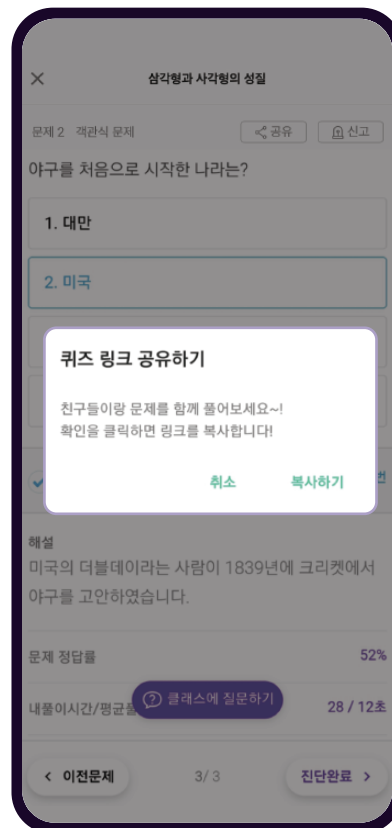 삼각형과 사각형의 성질
문제 2 객관식 문제 공유 신고
야구를 처음으로 시작한 나라는?
1. 대만
2. 미국
퀴즈 링크 공유하기
친구들이랑 문제를 함께 풀어보세요~!
확인을 클릭하면 링크를 복사합니다!
취소 복사하기
번
해설
미국의 더블데이라는 사람이 1839년에 크리켓에서
야구를 고안하였습니다.
문제 정답률 52%
내풀이시간/평균풀 28 / 12초
클래스에 질문하기
이전문제 3/ 3 진단완료